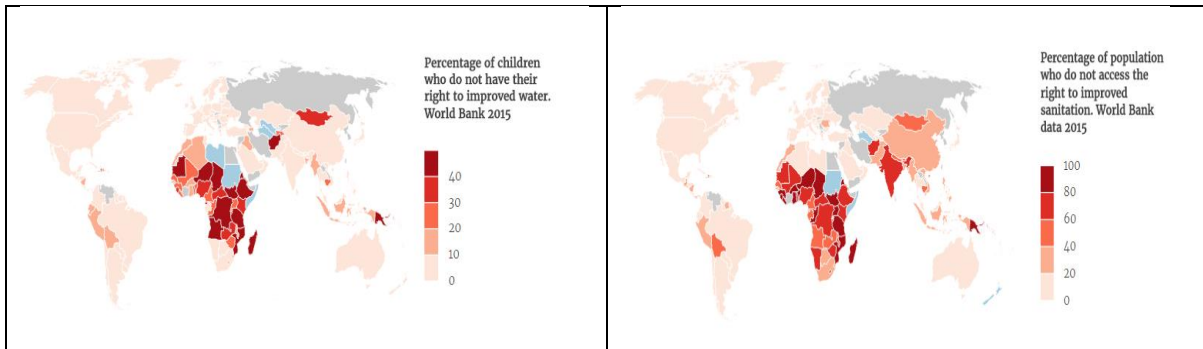 Percentage of children
who do not have their
right to improved water.
World Bank 2015
40
30
20
10
0
Percentage of population
who do not access the
right to improved
sanitation. World Bank
data 2015
100
80
60
40
20
0